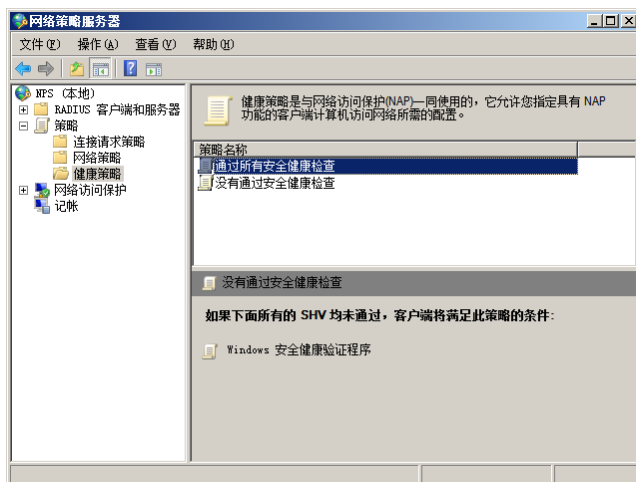 网络策略服务器
文件(F) 操作(A) 查看(V) 帮助(H)
NPS (本地)
RADIUS 客户端和服务器
策略
连接请求策略
网络策略
健康策略
网络访问保护
记帐
健康策略是与网络访问保护(NAP)一同使用的，它允许您指定具有 NAP
功能的客户端计算机访问网络所需的配置。
策略名称
通过所有安全健康检查
没有通过安全健康检查
没有通过安全健康检查
如果下面所有的 SHV 均未通过，客户端将满足此策略的条件:
Windows 安全健康验证程序